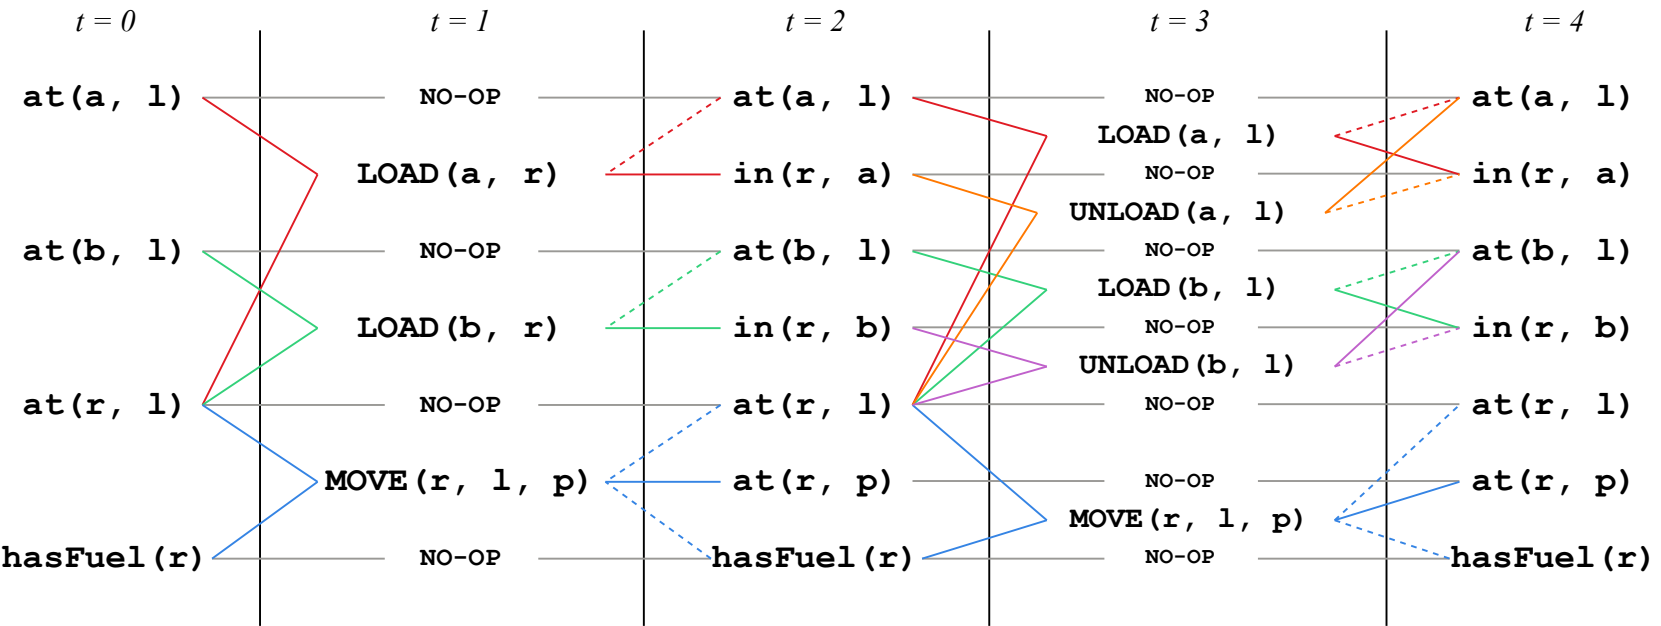 t = 0 t = 1 t = 2 t = 3 t = 4
at(a, l) NO-OP at(a, l) NO-OP at(a, l)
LOAD(a, l)
LOAD(a, r) in(r, a) NO-OP in(r, a)
UNLOAD(a, l)
at(b, l) NO-OP at(b, l) NO-OP at(b, l)
LOAD(b, l)
LOAD(b, r) in(r, b) NO-OP in(r, b)
UNLOAD(b, l)
at(r, l) NO-OP at(r, l) NO-OP at(r, l)
MOVE(r, l, p) at(r, p) NO-OP at(r, p)
MOVE(r, l, p)
hasFuel(r) NO-OP hasFuel(r) NO-OP hasFuel(r)